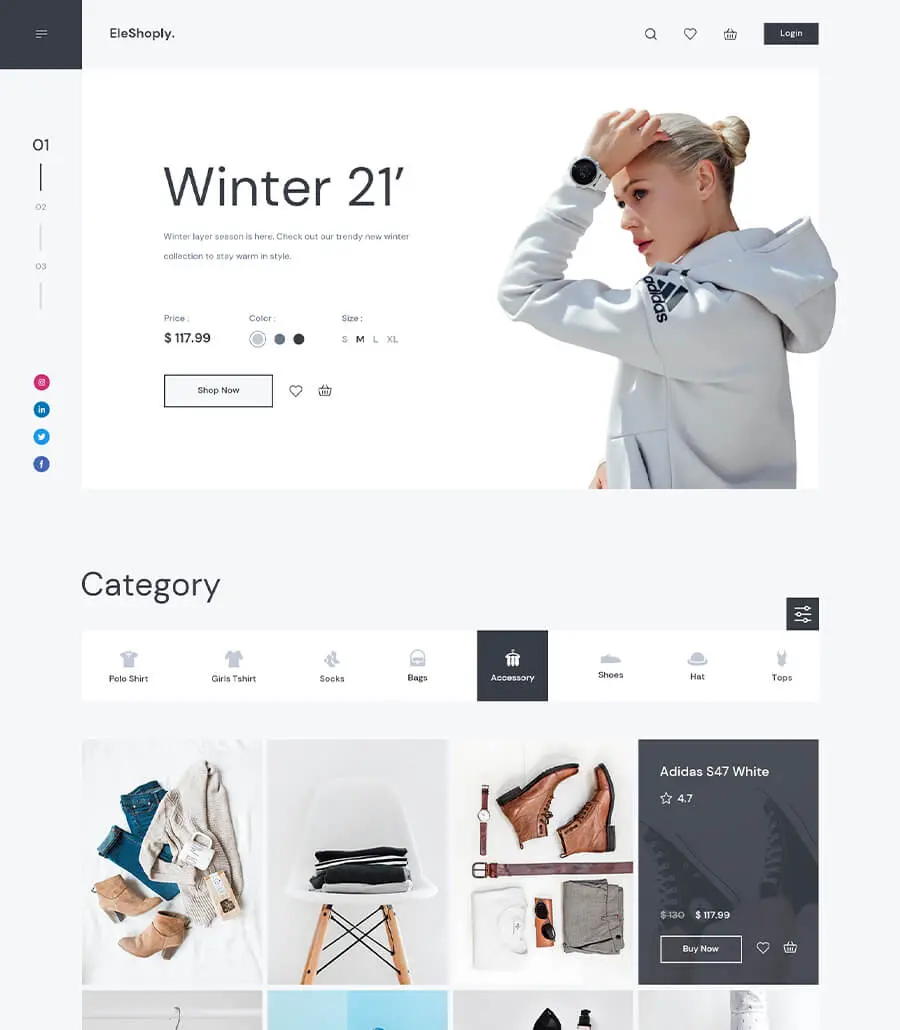 EleShoply.
Login
01
02
03
Winter 21’
Winter layer season is here. Check out our trendy new winter
collection to stay warm in style.
Price :
$ 117.99
Color :
Size :
S M L XL
Shop Now
adidas
Category
Polo Shirt
Girls Tshirt
Socks
Bags
Accessory
Shoes
Hat
Tops
Adidas S47 White
4.7
$ 130 $ 117.99
Buy Now